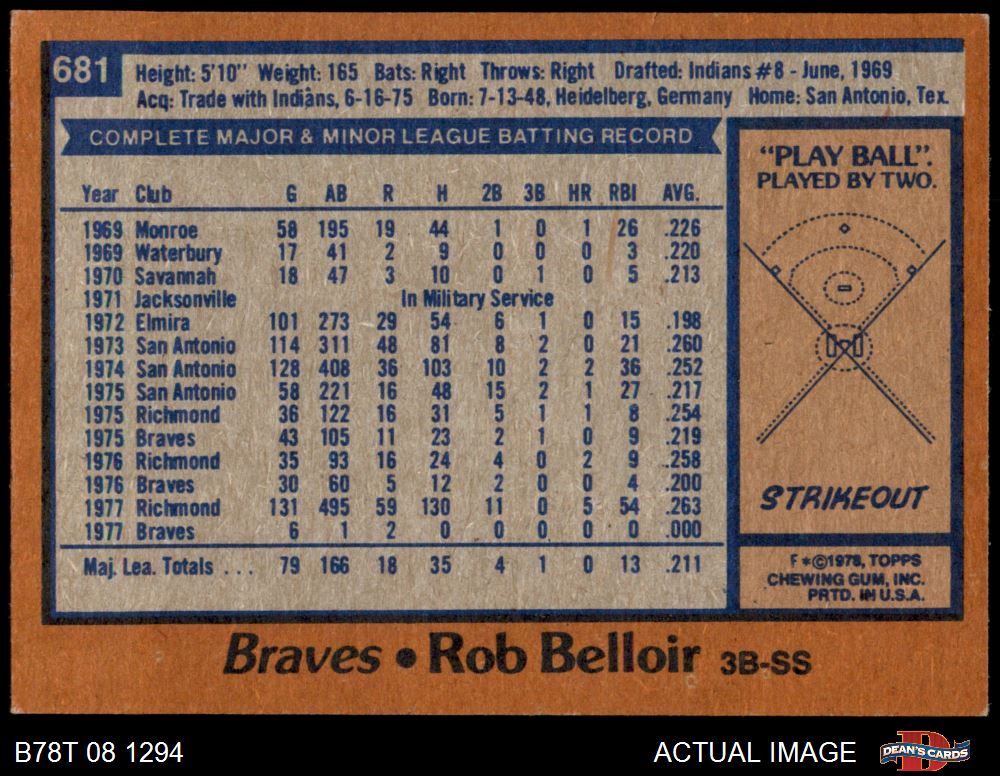 681
Height: 5'10" Weight: 165 Bats: Right Throws: Right Drafted: Indians #8 - June, 1969
Acq: Trade with Indians, 6-16-75 Born: 7-13-48, Heidelberg, Germany Home: San Antonio, Tex.
COMPLETE MAJOR & MINOR LEAGUE BATTING RECORD
Year Club G AB R H 2B 3B HR RBI AVG.
1969 Monroe 58 195 19 44 1 0 1 26 .226
1969 Waterbury 17 41 2 9 0 0 0 3 .220
1970 Savannah 18 47 3 10 0 1 0 5 .213
1971 Jacksonville In Military Service
1972 Elmira 101 273 29 54 6 1 0 15 .198
1973 San Antonio 114 311 48 81 8 2 0 21 .260
1974 San Antonio 128 408 36 103 10 2 2 36 .252
1975 San Antonio 58 221 16 48 15 2 1 27 .217
1975 Richmond 36 122 16 31 5 1 1 8 .254
1975 Braves 43 105 11 23 2 1 0 9 .219
1976 Richmond 35 93 16 24 4 0 2 9 .258
1976 Braves 30 60 5 12 2 0 0 4 .200
1977 Richmond 131 495 59 130 11 0 5 54 .263
1977 Braves 6 1 2 0 0 0 0 0 .000
Maj. Lea. Totals . . . 79 166 18 35 4 1 0 13 .211
"PLAY BALL".
PLAYED BY TWO.
STRIKEOUT
F *©1978, TOPPS
CHEWING GUM, INC.
PRTD. IN U.S.A.
Braves • Rob Belloir 3B-SS
B78T 08 1294
ACTUAL IMAGE
D
DEAN'S CARDS